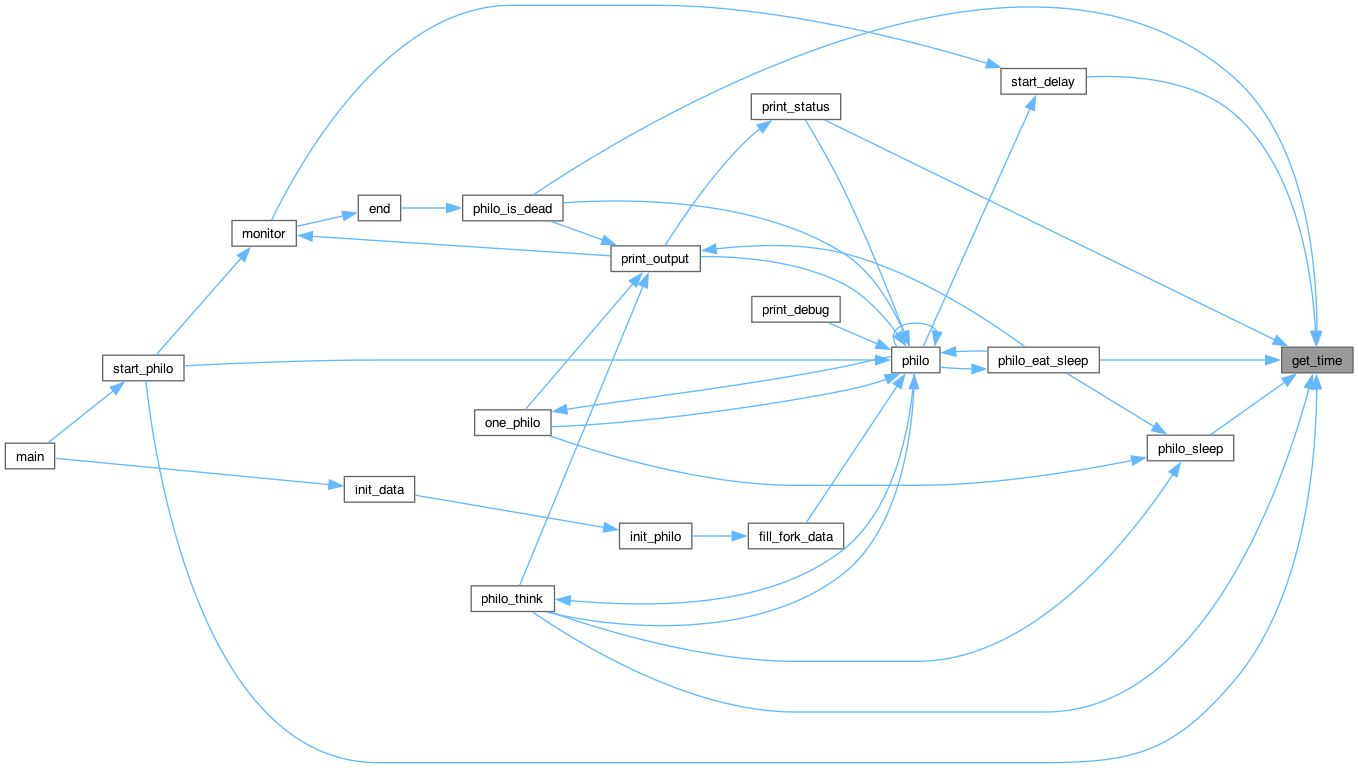 start_delay
print_status
end
philo_is_dead
monitor
print_output
print_debug
start_philo
philo
philo_eat_sleep
get_time
one_philo
main
philo_sleep
init_data
init_philo
fill_fork_data
philo_think